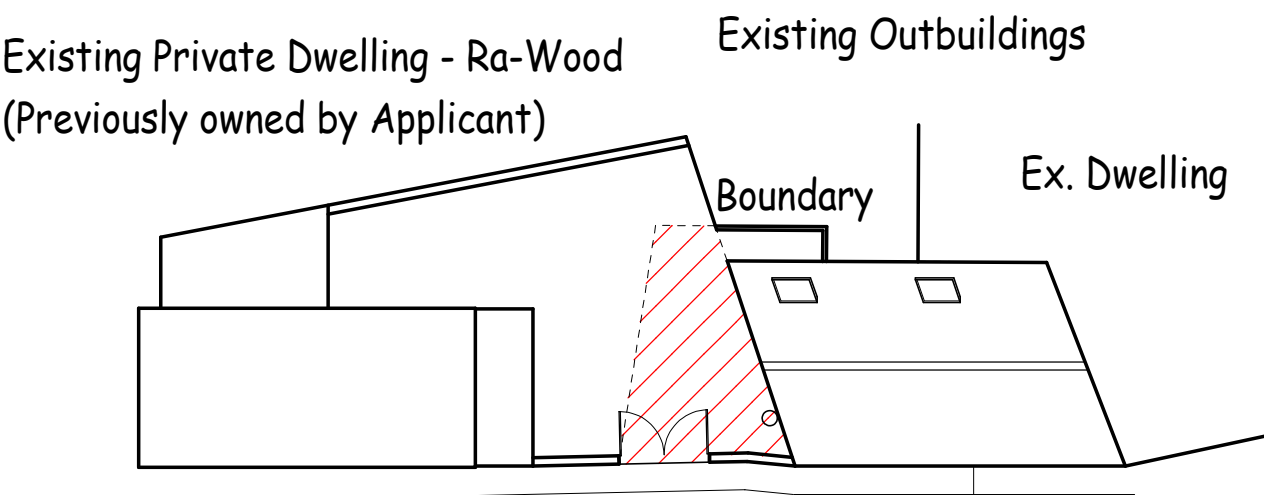 Existing Private Dwelling - Ra-Wood
(Previously owned by Applicant)
Existing Outbuildings
Boundary
Ex. Dwelling